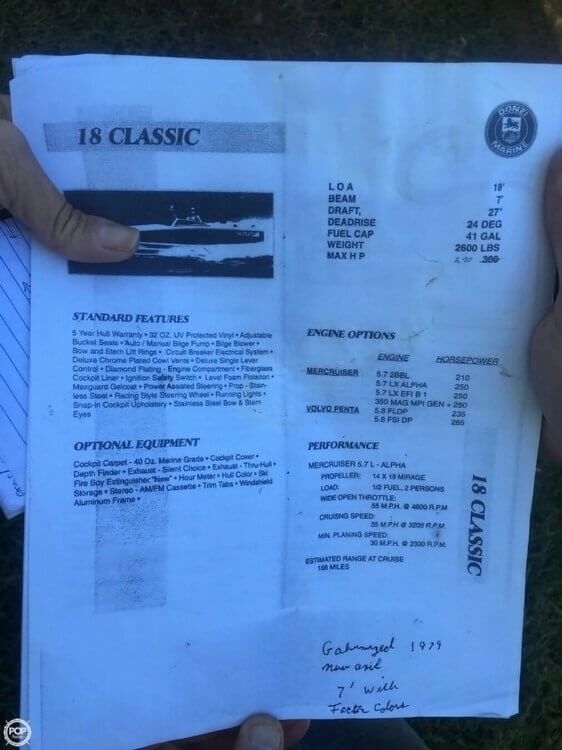 18 CLASSIC
DONZI
MARINE
L O A 18'
BEAM 7'
DRAFT, 27'
DEADRISE 24 DEG
FUEL CAP 41 GAL
WEIGHT 2600 LBS
MAX H P 380
STANDARD FEATURES
5 Year Hull Warranty • 32 OZ. UV Protected Vinyl • Adjustable
Bucket Seats • Auto / Manual Bilge Pump • Bilge Blower •
Bow and Stern Lift Rings • Circuit Breaker Electrical System •
Deluxe Chrome Plated Cowl Vents • Deluxe Single Lever
Control • Diamond Plating - Engine Compartment • Fiberglass
Cockpit Liner • Ignition Safety Switch • Level Foam Flotation •
Maxguard Gelcoat • Power Assisted Steering • Prop - Stain-
less Steel • Racing Style Steering Wheel • Running Lights •
Snap-in Cockpit Upholstery • Stainless Steel Bow & Stern
Eyes
OPTIONAL EQUIPMENT
Cockpit Carpet - 40 Oz. Marine Grade • Cockpit Cover •
Depth Finder • Exhaust - Silent Choice • Exhaust - Thru-Hull •
Fire Boy Extinguisher "New" • Hour Meter • Hull Color • Ski
Storage • Stereo - AM/FM Cassette • Trim Tabs • Windshield
Aluminum Frame •
ENGINE OPTIONS
ENGINE HORSEPOWER
MERCRUISER 5.7 2BBL 210
5.7 LX ALPHA 250
5.7 LX EFI B 1 250
350 MAG MPI GEN + 250
VOLVO PENTA 5.8 FLDP 235
5.8 FSI DP 265
PERFORMANCE
MERCRUISER 5.7 L - ALPHA
PROPELLER: 14 X 19 MIRAGE
LOAD: 1/2 FUEL, 2 PERSONS
WIDE OPEN THROTTLE:
55 M.P.H @ 4600 R.P.M
CRUISNG SPEED:
35 M.P.H @ 3200 R.P.M.
MIN. PLANING SPEED:
30 M.P.H. @ 2300 R.P.M.
ESTIMATED RANGE AT CRUISE
166 MILES
18 CLASSIC
Galvanized 1979
new axil
7' with
Factor Colors
POP